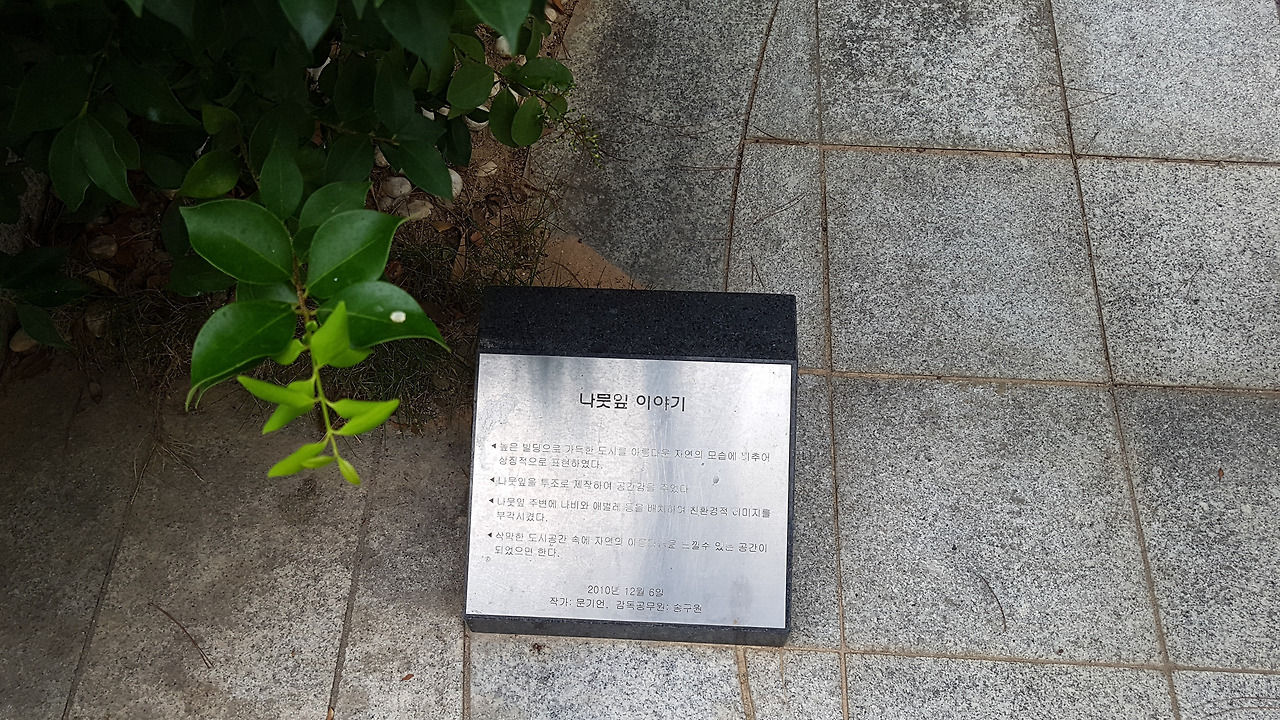 나뭇잎 이야기
◀높은 빌딩으로 가득한 도시를 아름다운 자연의 모습에 비추어
상징적으로 표현하였다.
◀나뭇잎을 투조로 제작하여 공간감을 주었다
◀나뭇잎 주변에 나비와 애벌레 등을 배치하여 친환경적 이미지를
부각시켰다.
◀삭막한 도시공간 속에 자연의 느낄수 있는 공간이
되었으면 한다.
2010년 12월 6일
작가: 문기언, 감독공무원: 송구원